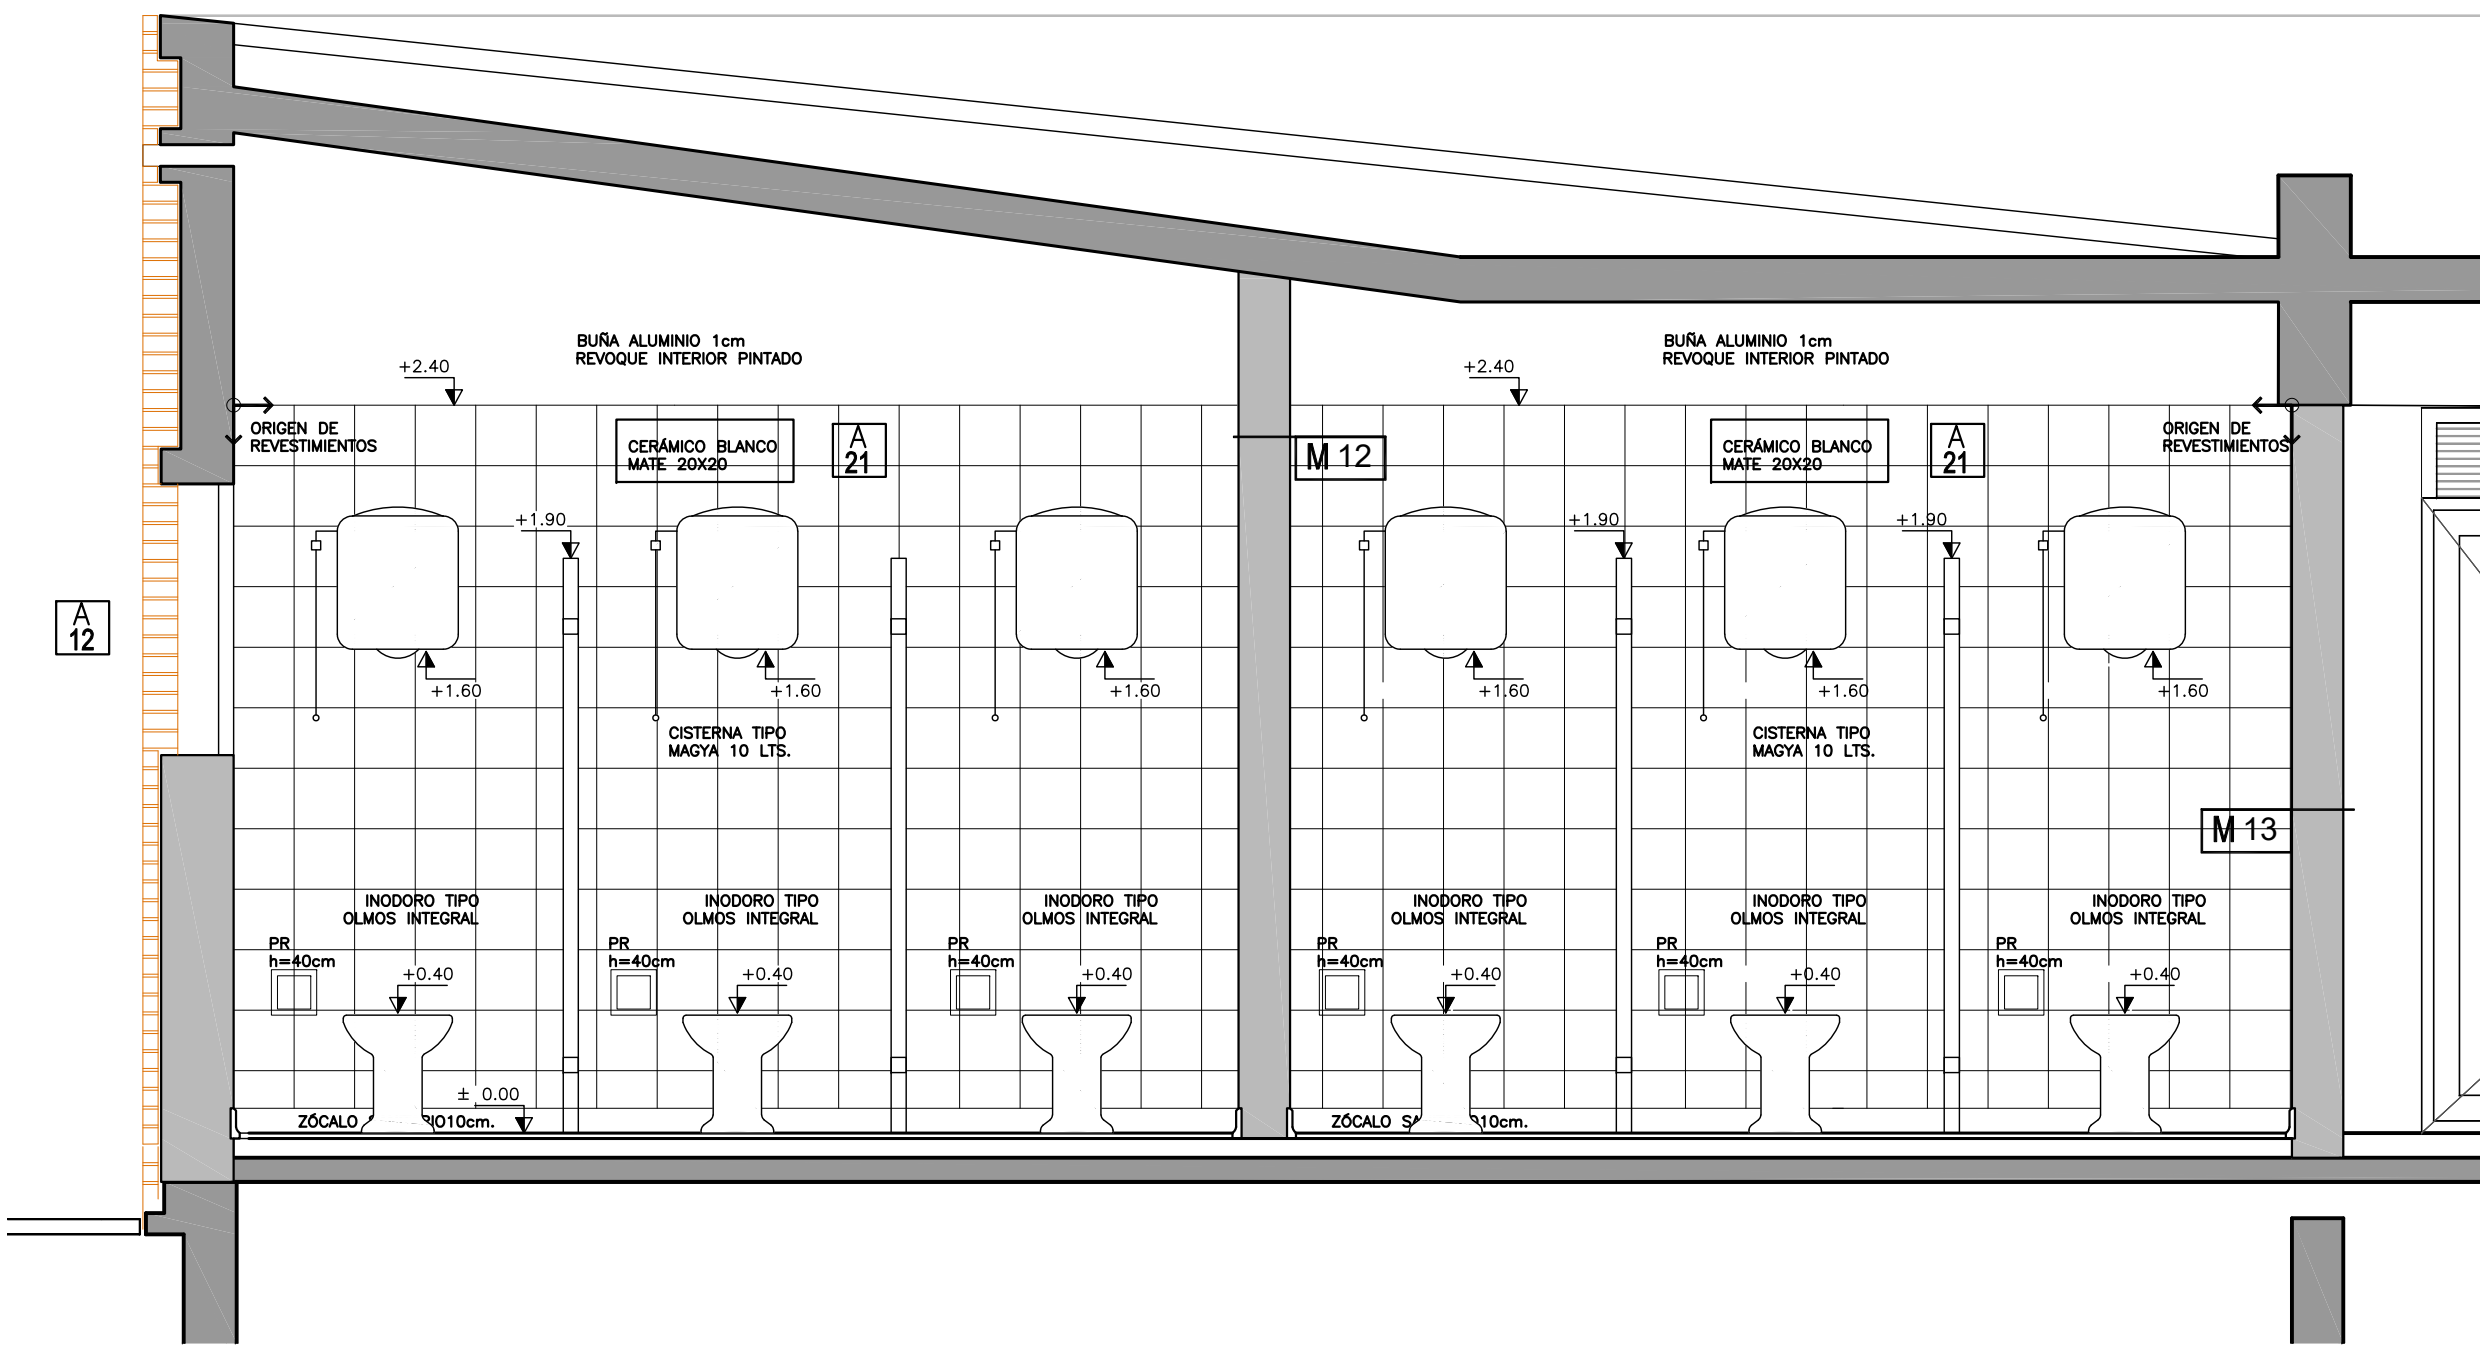 BUÑA ALUMINIO 1cm
REVOQUE INTERIOR PINTADO
BUÑA ALUMINIO 1cm
REVOQUE INTERIOR PINTADO
+2.40
+2.40
ORIGEN DE
REVESTIMIENTOS
CERÁMICO BLANCO
MATE 20X20
A
21
M 12
CERÁMICO BLANCO
MATE 20X20
A
21
ORIGEN DE
REVESTIMIENTOS
+1.90
+1.90
+1.90
A
12
+1.60
+1.60
+1.60
+1.60
+1.60
+1.60
CISTERNA TIPO
MAGYA 10 LTS.
CISTERNA TIPO
MAGYA 10 LTS.
M 13
INODORO TIPO
OLMOS INTEGRAL
INODORO TIPO
OLMOS INTEGRAL
INODORO TIPO
OLMOS INTEGRAL
INODORO TIPO
OLMOS INTEGRAL
INODORO TIPO
OLMOS INTEGRAL
INODORO TIPO
OLMOS INTEGRAL
PR
h=40cm
+0.40
PR
h=40cm
+0.40
PR
h=40cm
+0.40
PR
h=40cm
+0.40
PR
h=40cm
+0.40
PR
h=40cm
+0.40
± 0.00
ZÓCALO 10cm.
ZÓCALO 10cm.